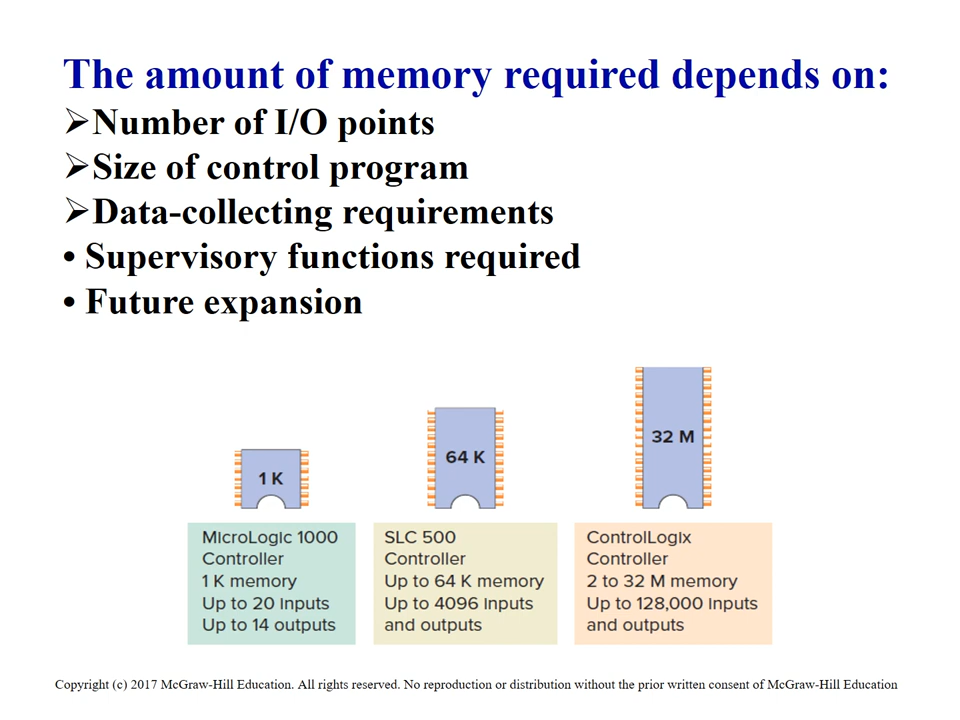 The amount of memory required depends on:
➢Number of I/O points
➢Size of control program
➢Data-collecting requirements
• Supervisory functions required
• Future expansion
1 K
64 K
32 M
MicroLogic 1000
Controller
1 K memory
Up to 20 inputs
Up to 14 outputs
SLC 500
Controller
Up to 64 K memory
Up to 4096 inputs
and outputs
ControlLogix
Controller
2 to 32 M memory
Up to 128,000 inputs
and outputs
Copyright (c) 2017 McGraw-Hill Education. All rights reserved. No reproduction or distribution without the prior written consent of McGraw-Hill Education